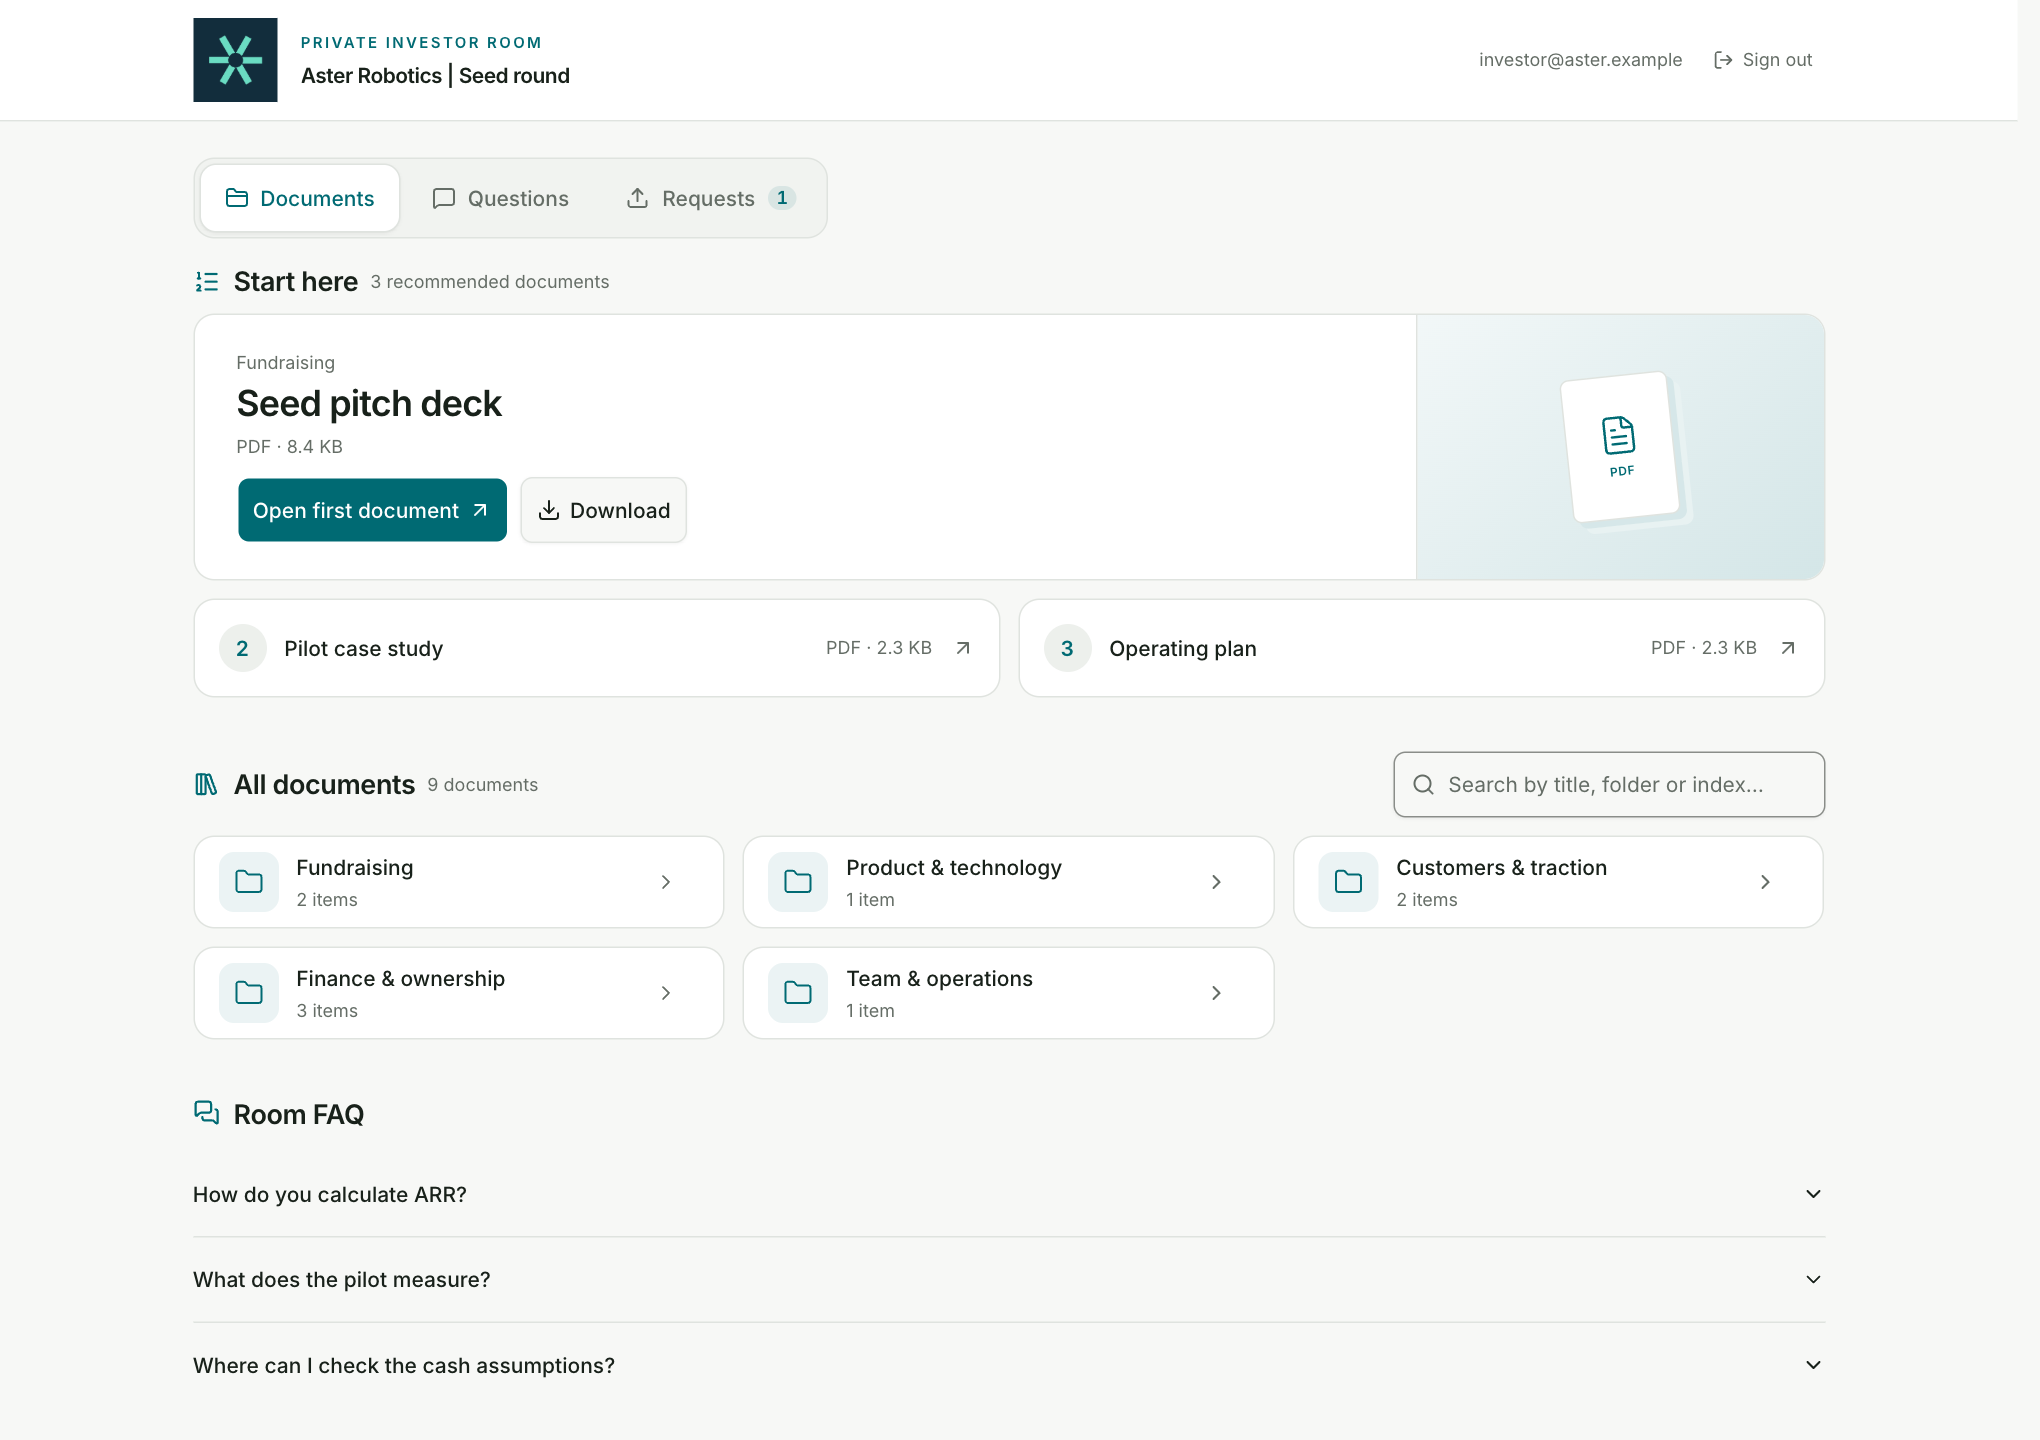 PRIVATE INVESTOR ROOM
Aster Robotics | Seed round
investor@aster.example
Sign out
Documents
Questions
Requests 1
Start here 3 recommended documents
Fundraising
Seed pitch deck
PDF · 8.4 KB
Open first document
Download
PDF
2 Pilot case study PDF · 2.3 KB
3 Operating plan PDF · 2.3 KB
All documents 9 documents
Search by title, folder or index...
Fundraising
2 items
Product & technology
1 item
Customers & traction
2 items
Finance & ownership
3 items
Team & operations
1 item
Room FAQ
How do you calculate ARR?
What does the pilot measure?
Where can I check the cash assumptions?